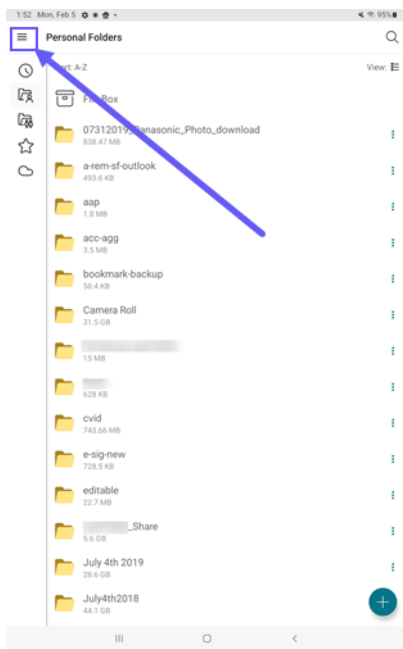 1:52 Mon, Feb 5
95%
Personal Folders
Sort: A-Z
View:
File Box
07312019_Panasonic_Photo_download
838.47 MB
a-rem-sf-outlook
493.6 KB
aap
1.8 MB
acc-agg
3.5 MB
bookmark-backup
58.4 KB
Camera Roll
31.5 GB
15 MB
628 KB
cvid
743.66 MB
e-sig-new
728.5 KB
editable
22.7 MB
_Share
5.6 GB
July 4th 2019
28.6 GB
July4th2018
44.1 GB